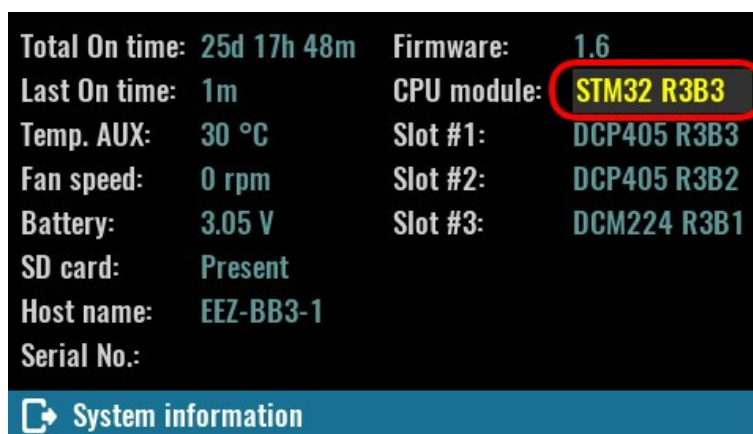 Total On time: 25d 17h 48m Firmware: 1.6
Last On time: 1m CPU module: STM32 R3B3
Temp. AUX: 30 °C Slot #1: DCP405 R3B3
Fan speed: 0 rpm Slot #2: DCP405 R3B2
Battery: 3.05 V Slot #3: DCM224 R3B1
SD card: Present
Host name: EEZ-BB3-1
Serial No.:
System information